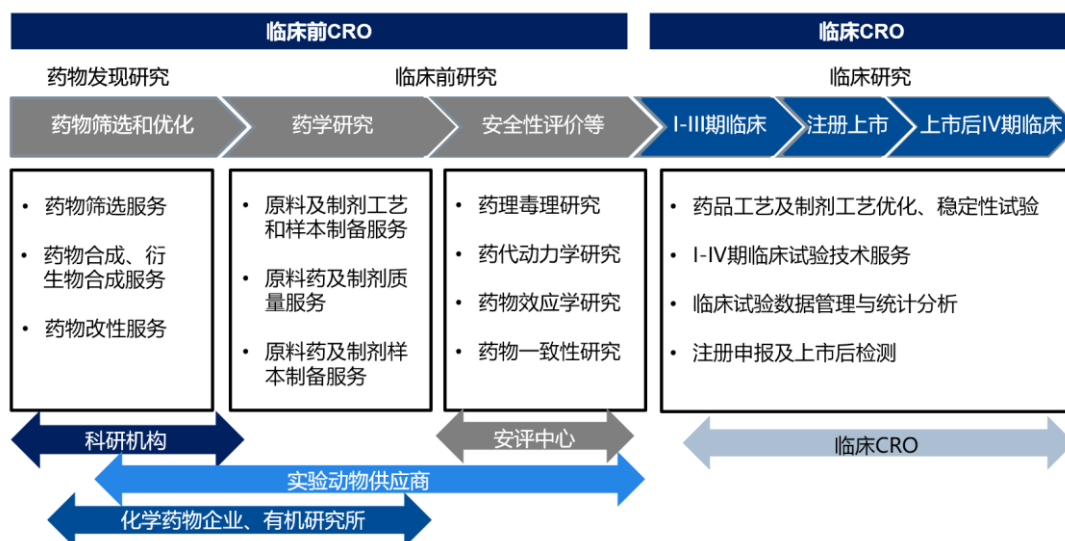 临床前CRO
临床CRO
药物发现研究
临床前研究
临床研究
药物筛选和优化
药学研究
安全性评价等
I-III期临床
注册上市
上市后IV期临床
• 药物筛选服务
• 药物合成、衍
生物合成服务
• 药物改性服务
• 原料及制剂工艺
和样本制备服务
• 原料药及制剂质
量服务
• 原料药及制剂样
本制备服务
• 药理毒理研究
• 药代动力学研究
• 药物效应学研究
• 药物一致性研究
• 药品工艺及制剂工艺优化、稳定性试验
• I-IV期临床试验技术服务
• 临床试验数据管理与统计分析
• 注册申报及上市后检测
科研机构
安评中心
临床CRO
实验动物供应商
化学药物企业、有机研究所